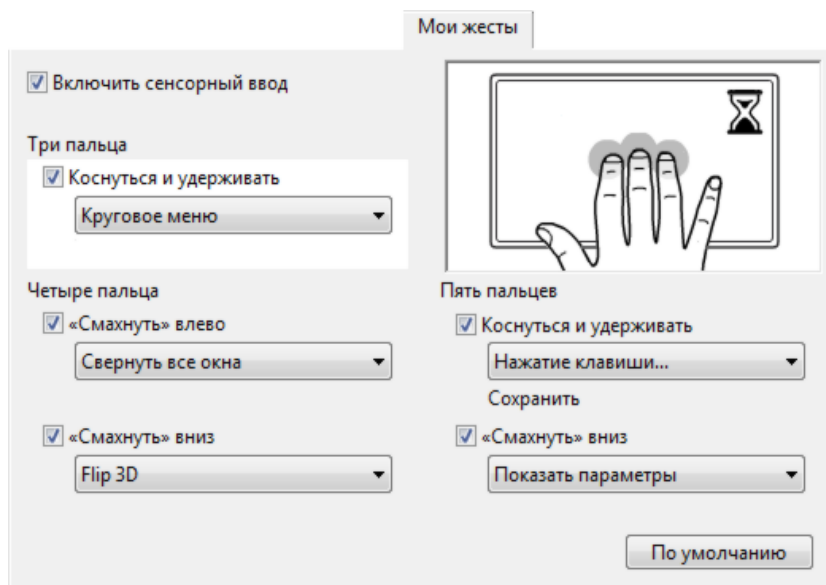 Мои жесты
Включить сенсорный ввод
Три пальца
Коснуться и удерживать
Круговое меню
Четыре пальца
«Смахнуть» влево
Свернуть все окна
«Смахнуть» вниз
Flip 3D
Пять пальцев
Коснуться и удерживать
Нажатие клавиши...
Сохранить
«Смахнуть» вниз
Показать параметры
По умолчанию